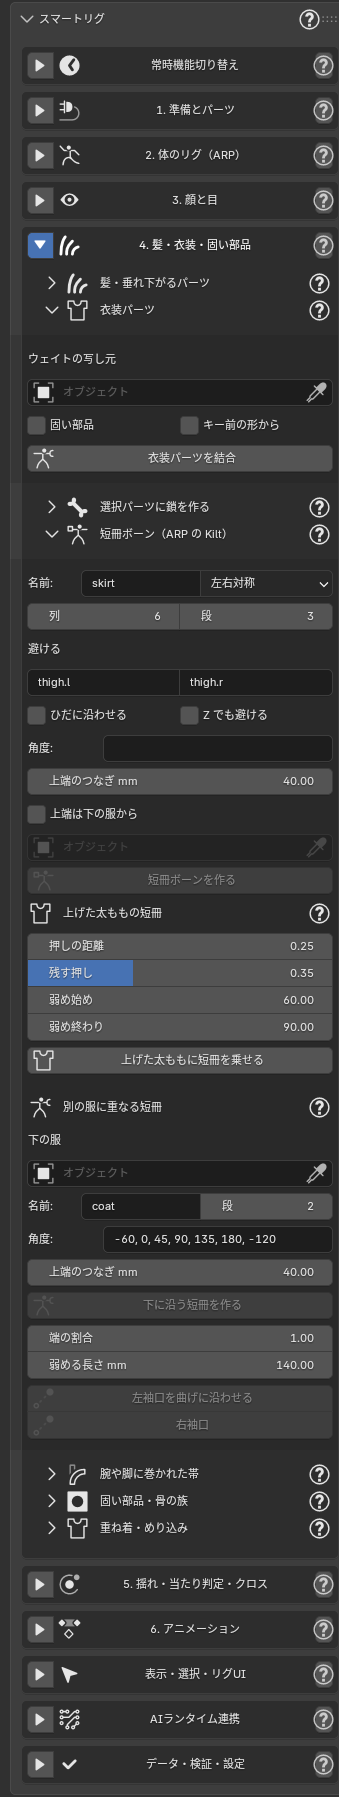 スマートリグ
常時機能切り替え
1. 準備とパーツ
2. 体のリグ（ARP）
3. 顔と目
4. 髪・衣装・固い部品
髪・垂れ下がるパーツ
衣装パーツ
ウェイトの写し元
オブジェクト
固い部品 キー前の形から
衣装パーツを結合
選択パーツに鎖を作る
短冊ボーン（ARP の Kilt）
名前: skirt 左右対称
列 6 段 3
避ける
thigh.l thigh.r
ひだに沿わせる Z でも避ける
角度:
上端のつなぎ mm 40.00
上端は下の服から
オブジェクト
短冊ボーンを作る
上げた太ももの短冊
押しの距離 0.25
残す押し 0.35
弱め始め 60.00
弱め終わり 90.00
上げた太ももに短冊を乗せる
別の服に重なる短冊
下の服
オブジェクト
名前: coat 段 2
角度: -60, 0, 45, 90, 135, 180, -120
上端のつなぎ mm 40.00
下に沿う短冊を作る
端の割合 1.00
弱める長さ mm 140.00
左袖口を曲げに沿わせる
右袖口
腕や脚に巻かれた帯
固い部品・骨の族
重ね着・めり込み
5. 揺れ・当たり判定・クロス
6. アニメーション
表示・選択・リグUI
AIランタイム連携
データ・検証・設定